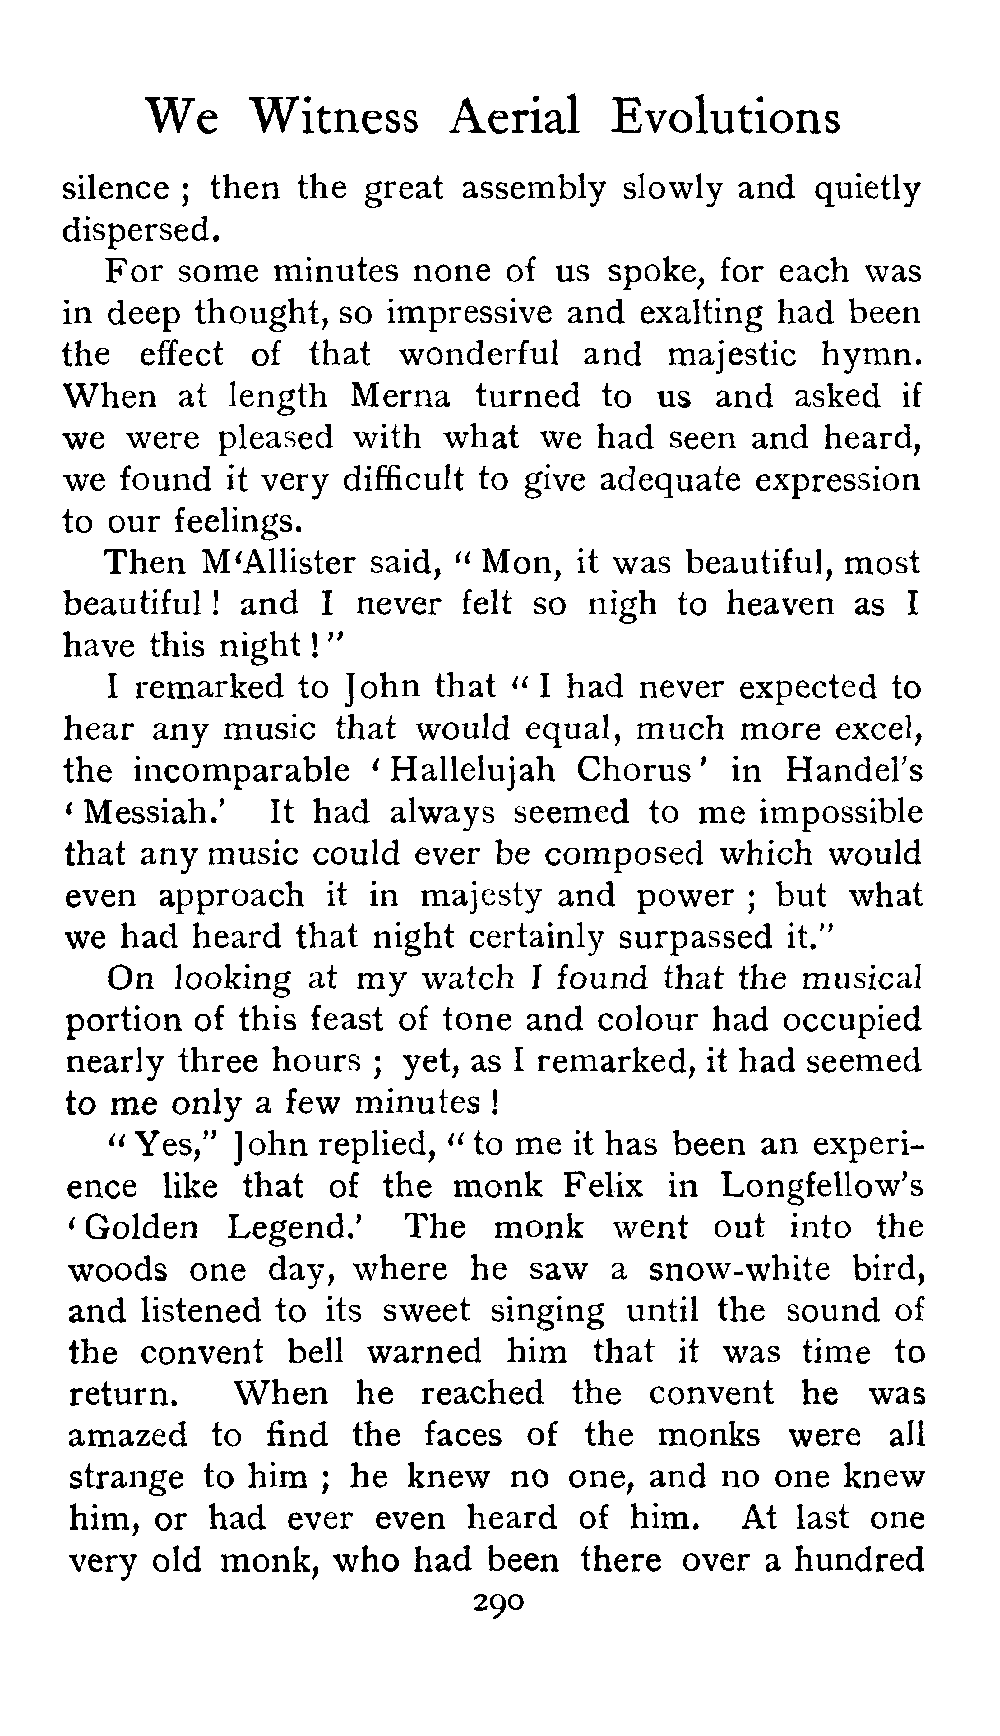 We Witness Aerial Evolutions
silence ; then the great assembly slowly and quietly
dispersed.
For some minutes none of us spoke, for each was
in deep thought, so impressive and exalting had been
the effect of that wonderful and majestic hymn.
When at length Merna turned to us and asked if
we were pleased with what we had seen and heard,
we found it very difficult to give adequate expression
to our feelings.
Then M‘Allister said, “ Mon, it was beautiful, most
beautiful ! and I never felt so nigh to heaven as I
have this night ! ”
I remarked to John that “ I had never expected to
hear any music that would equal, much more excel,
the incomparable ‘ Hallelujah Chorus ’ in Handel’s
‘ Messiah.’ It had always seemed to me impossible
that any music could ever be composed which would
even approach it in majesty and power ; but what
we had heard that night certainly surpassed it.”
On looking at my watch I found that the musical
portion of this feast of tone and colour had occupied
nearly three hours ; yet, as I remarked, it had seemed
to me only a few minutes !
“ Yes,” John replied, “ to me it has been an experi-
ence like that of the monk Felix in Longfellow’s
‘ Golden Legend.’ The monk went out into the
woods one day, where he saw a snow-white bird,
and listened to its sweet singing until the sound of
the convent bell warned him that it was time to
return. When he reached the convent he was
amazed to find the faces of the monks were all
strange to him ; he knew no one, and no one knew
him, or had ever even heard of him. At last one
very old monk, who had been there over a hundred
290